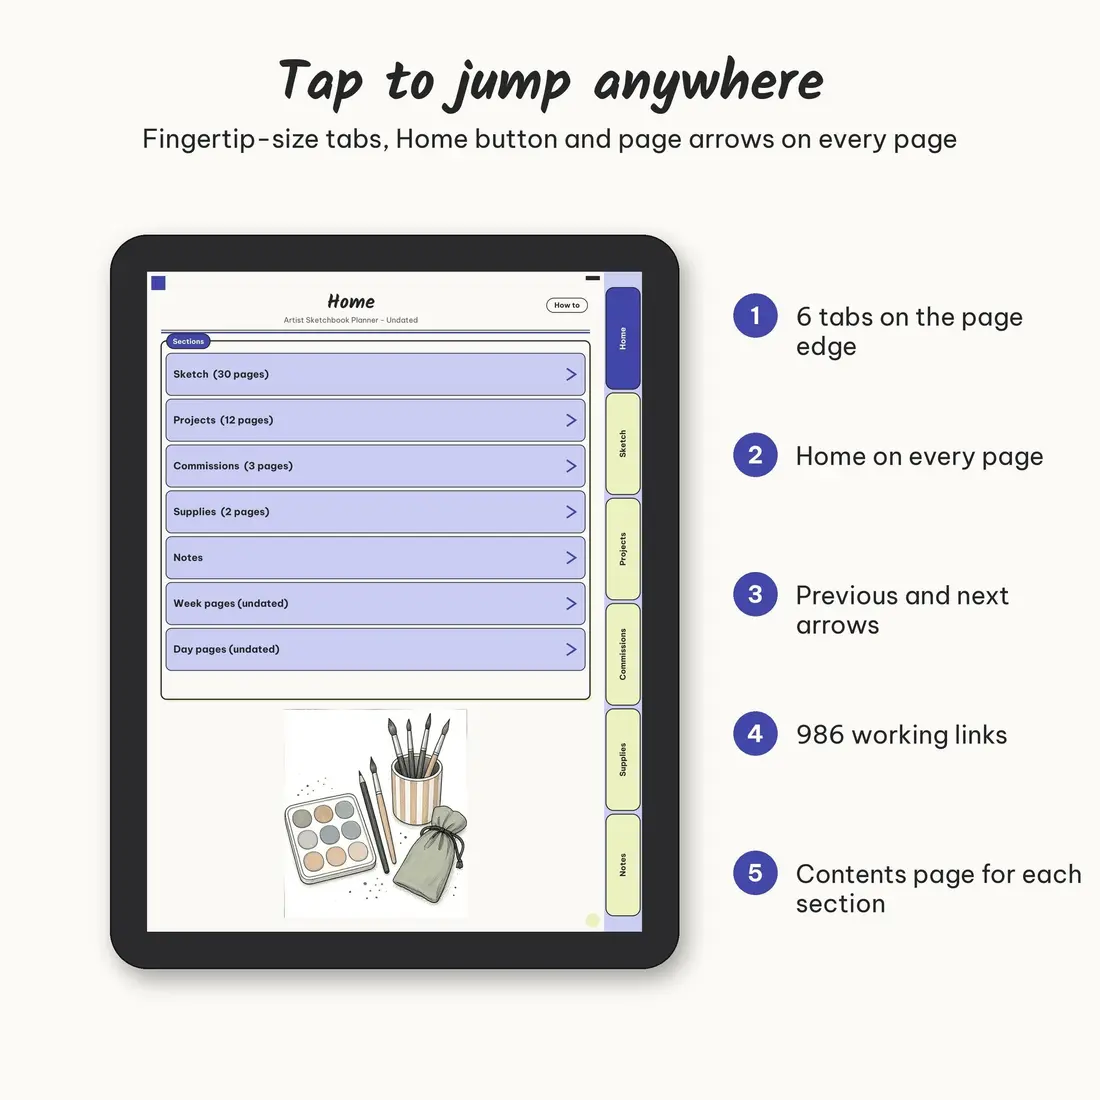 Tap to jump anywhere
Fingertip-size tabs, Home button and page arrows on every page
Home
How to
Artist Sketchbook Planner - Undated
Sections
Sketch (30 pages)
Projects (12 pages)
Commissions (3 pages)
Supplies (2 pages)
Notes
Week pages (undated)
Day pages (undated)
Home
Sketch
Projects
Commissions
Supplies
Notes
1 6 tabs on the page
edge
2 Home on every page
3 Previous and next
arrows
4 986 working links
5 Contents page for each
section